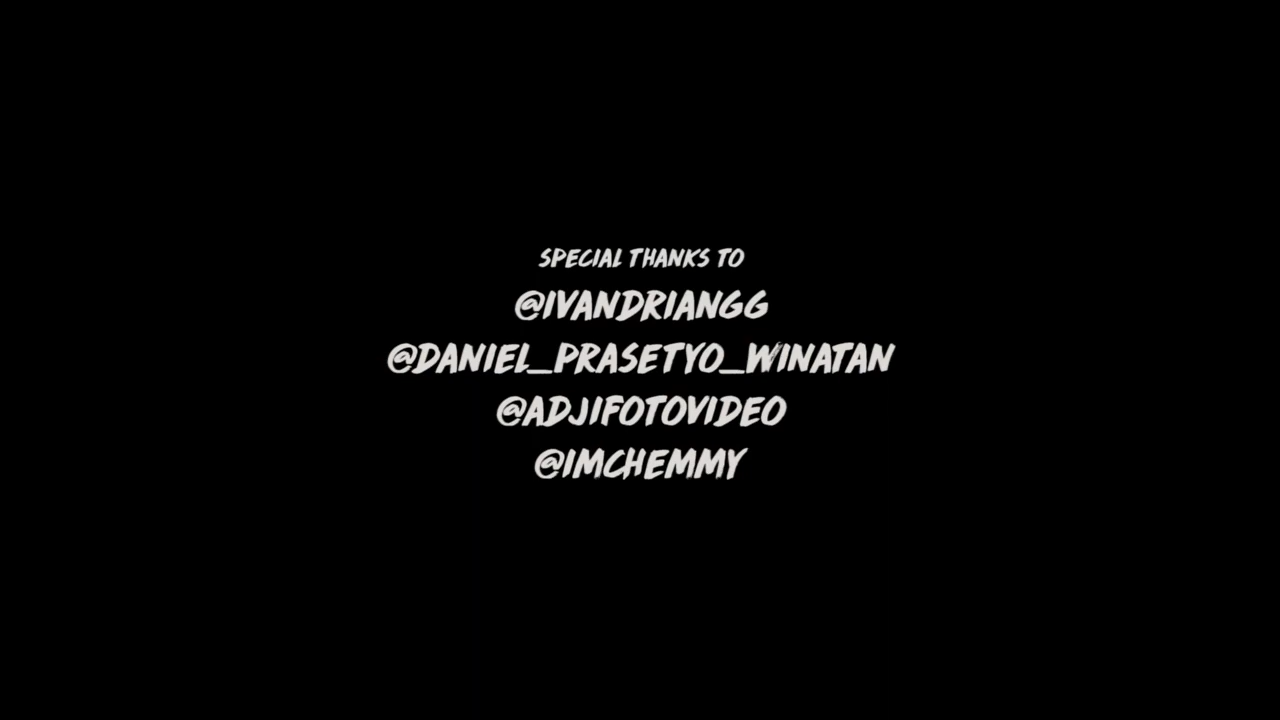 SPECIAL THANKS TO
@IVANDRIANGG
@DANIEL_PRASETYO_WINATAN
@ADJIFOTOVIDEO
@IMCHEMMY